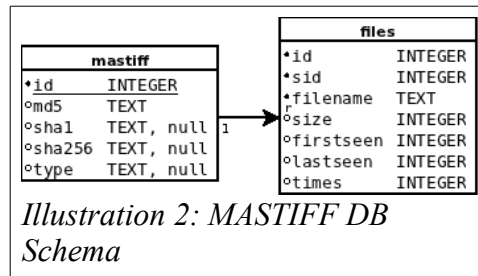 mastiff
id INTEGER
md5 TEXT
sha1 TEXT, null
sha256 TEXT, null
type TEXT, null
1
files
id INTEGER
sid INTEGER
filename TEXT
r
size INTEGER
firstseen INTEGER
lastseen INTEGER
times INTEGER
Illustration 2: MASTIFF DB
Schema